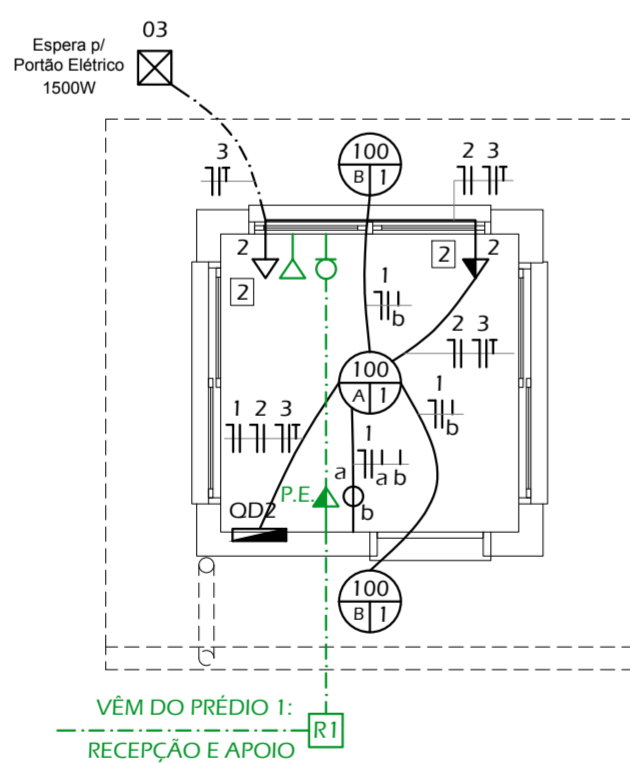 03
Espera p/
Portão Elétrico
1500W
3
T
100
B 1
2 3
T
2
2
2
2
1
b
2 3
T
100
A 1
1
b
1 2 3
T
1
a b
a
P.E.
b
QD2
100
B 1
VÊM DO PRÉDIO 1:
R1
RECEPÇÃO E APOIO